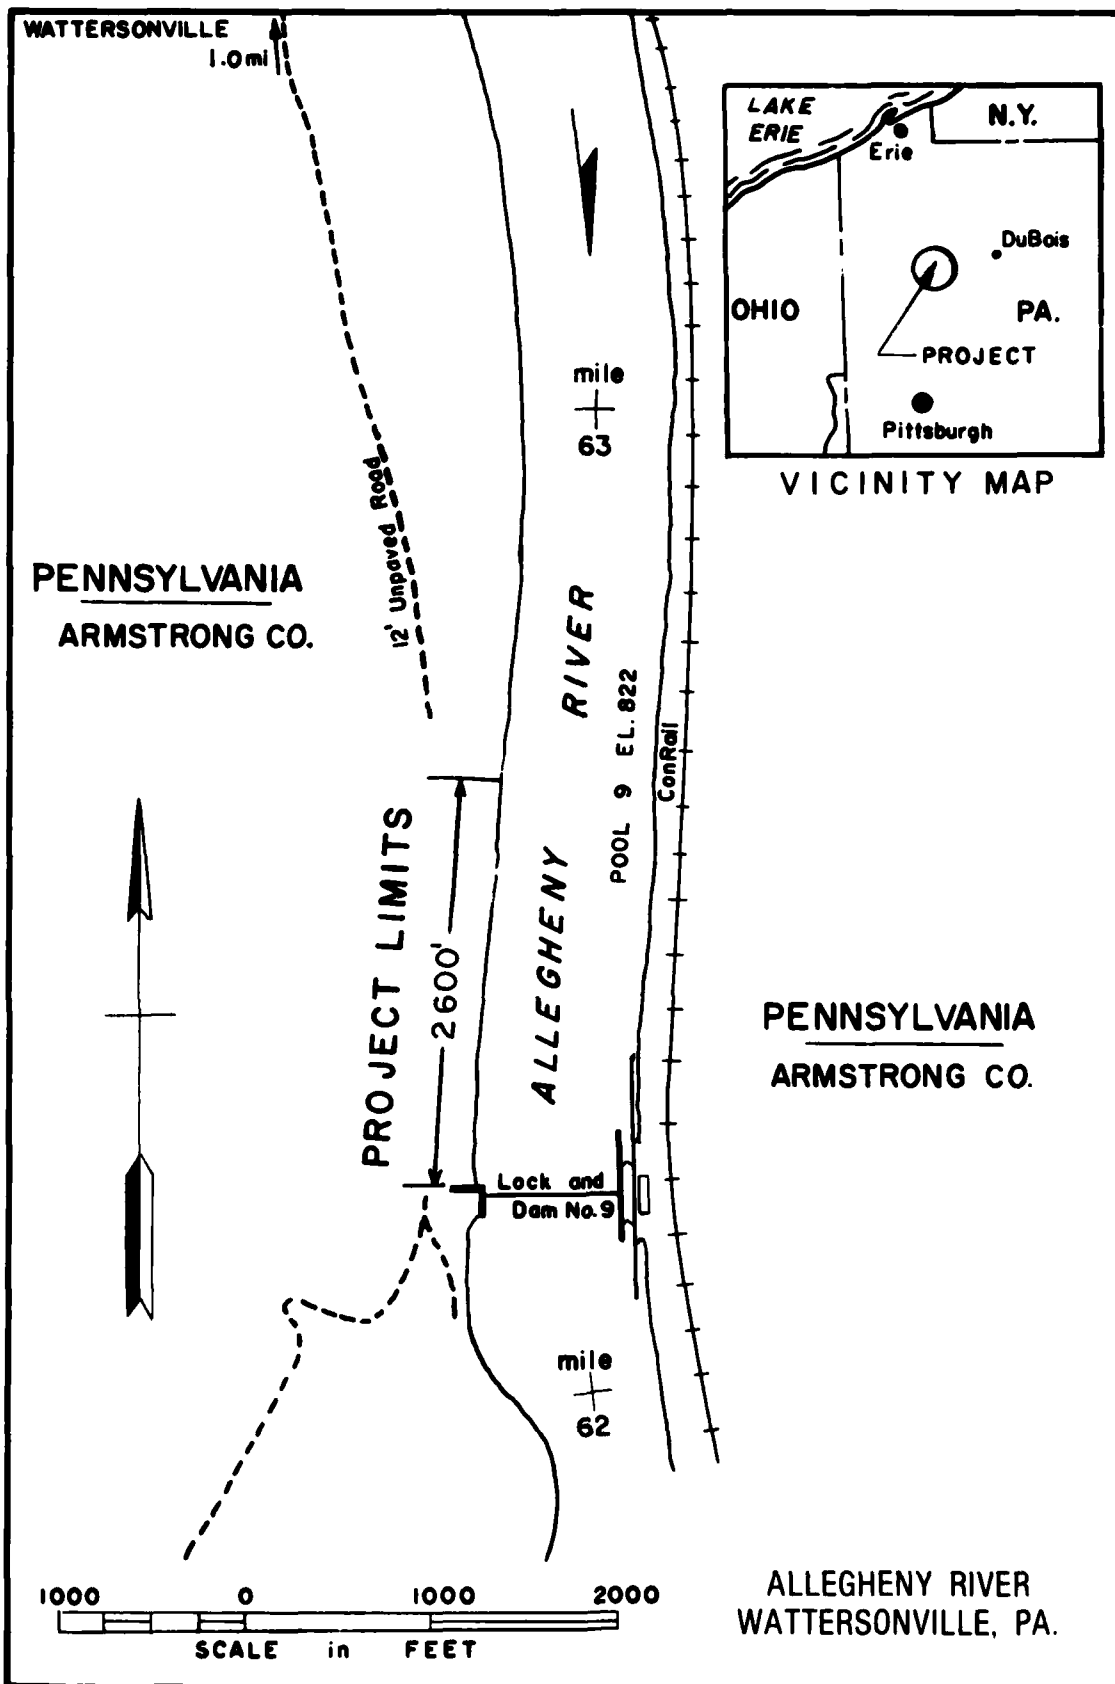 WATTERSONVILLE
1.0 mi
LAKE
ERIE
N.Y.
Erie
DuBois
OHIO
PA.
PROJECT
Pittsburgh
VICINITY MAP
mile
63
12' Unpaved Road
PENNSYLVANIA
ARMSTRONG CO.
ALLEGHENY RIVER
POOL 9 EL. 822
ConRail
PROJECT LIMITS
2600'
PENNSYLVANIA
ARMSTRONG CO.
Lock and
Dam No. 9
mile
62
1000 0 1000 2000
SCALE in FEET
ALLEGHENY RIVER
WATTERSONVILLE, PA.